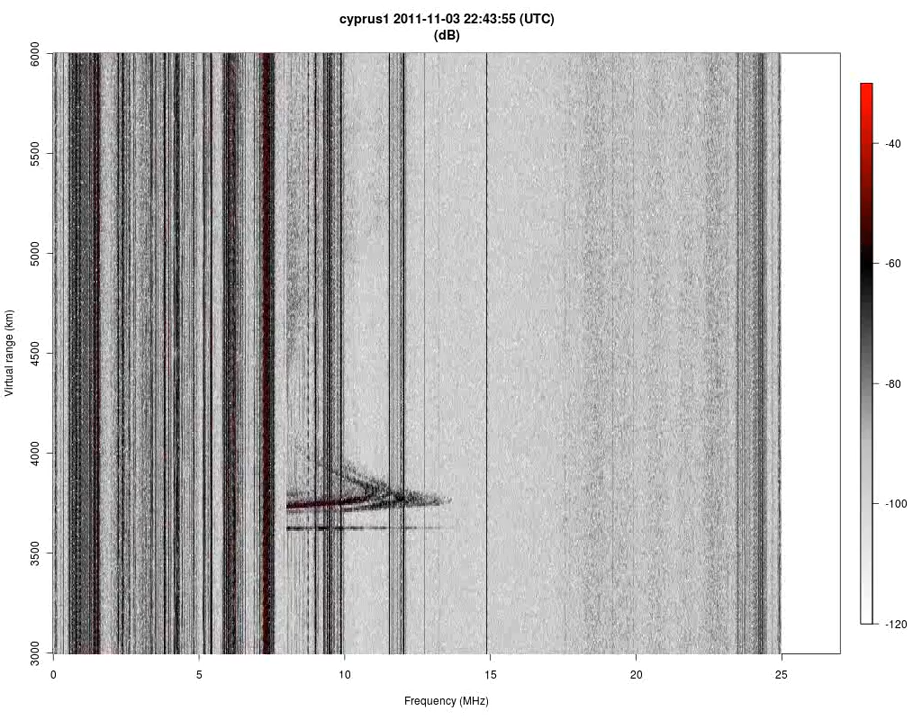 cyprus1 2011-11-03 22:43:55 (UTC)
(dB)
Virtual range (km)
6000
5500
5000
4500
4000
3500
3000
0 5 10 15 20 25
Frequency (MHz)
-40
-60
-80
-100
-120